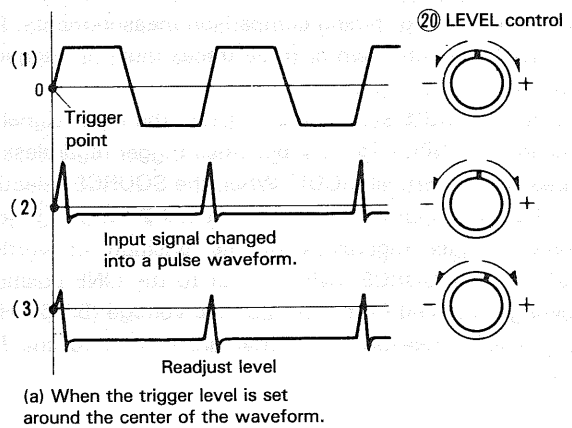 ⑳ LEVEL control
(1)
0
Trigger
point
− +
(2)
Input signal changed
into a pulse waveform.
− +
(3)
Readjust level
− +
(a) When the trigger level is set
around the center of the waveform.